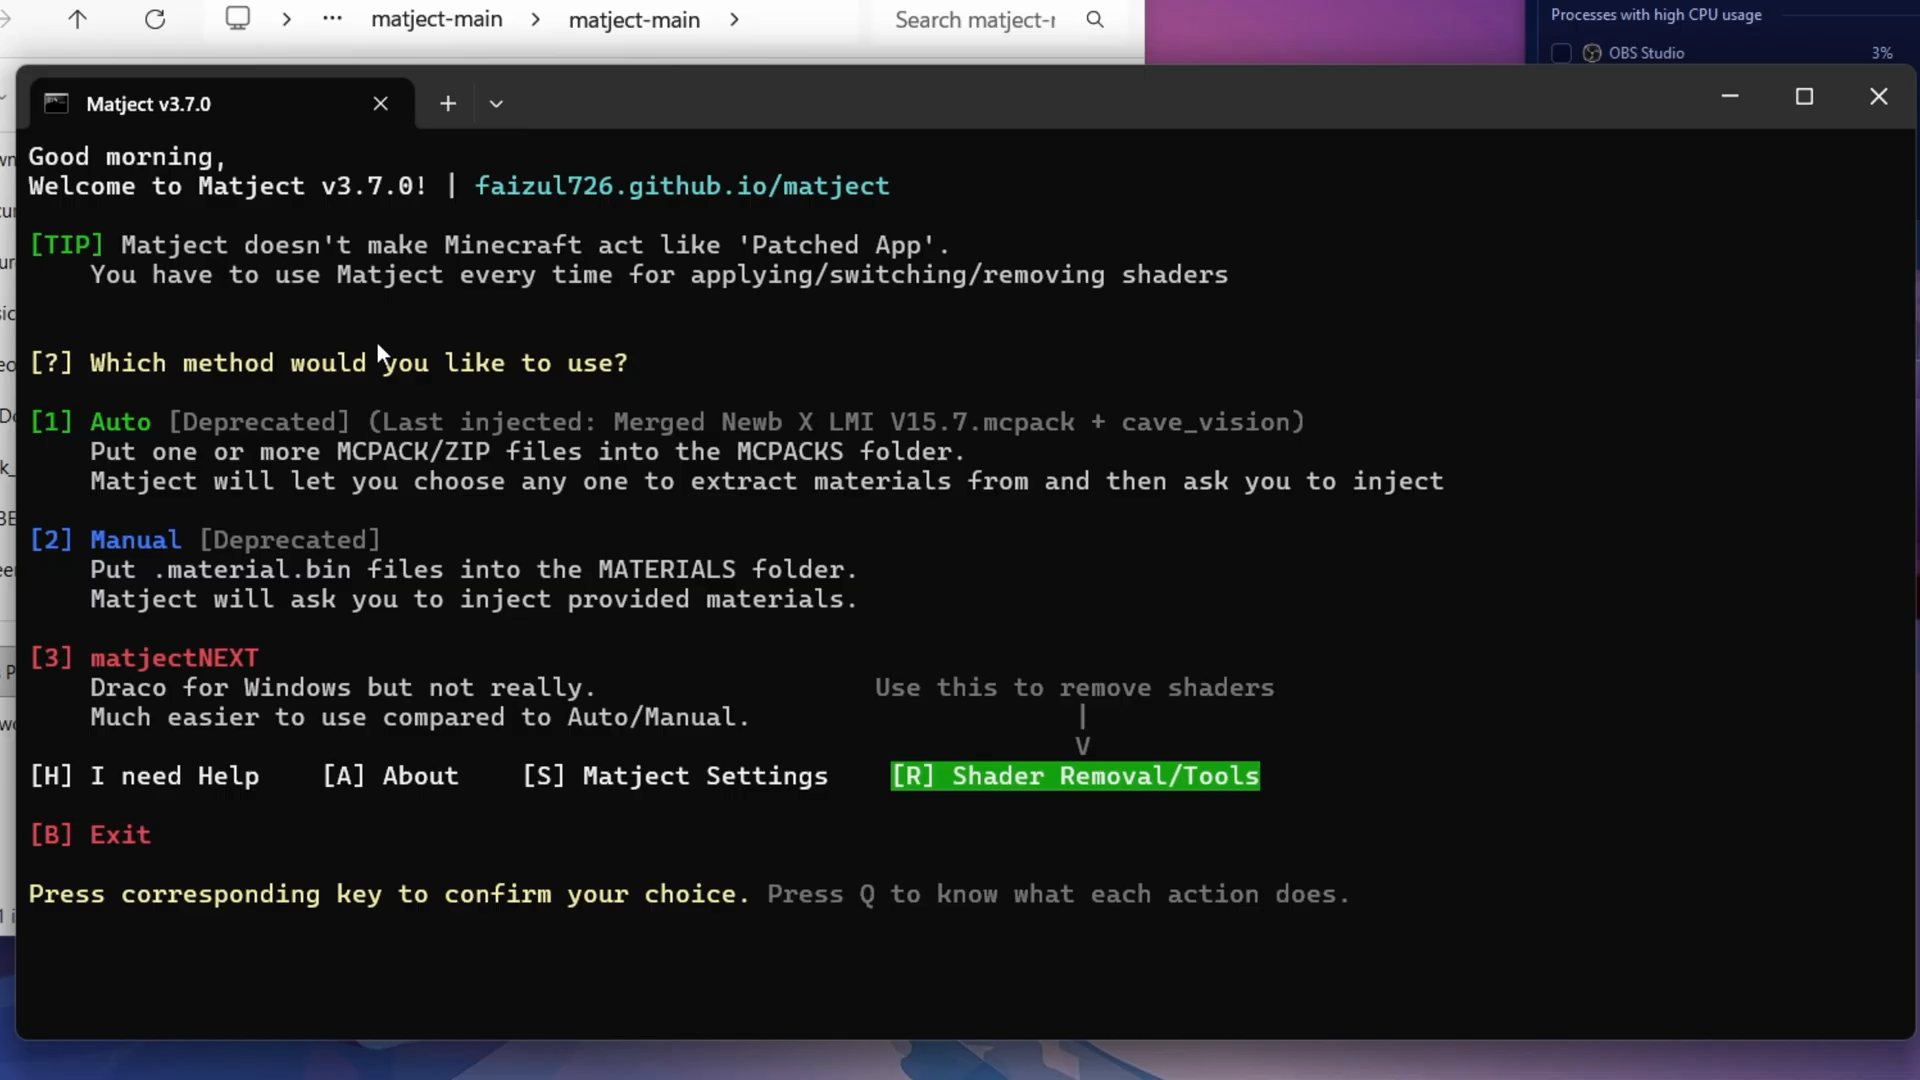 matject-main
matject-main
Search matject-r
Processes with high CPU usage
OBS Studio 3%
Matject v3.7.0
Good morning,
Welcome to Matject v3.7.0! | faizul726.github.io/matject
[TIP] Matject doesn't make Minecraft act like 'Patched App'.
You have to use Matject every time for applying/switching/removing shaders
[?] Which method would you like to use?
[1] Auto [Deprecated] (Last injected: Merged Newb X LMI V15.7.mcpack + cave_vision)
Put one or more MCPACK/ZIP files into the MCPACKS folder.
Matject will let you choose any one to extract materials from and then ask you to inject
[2] Manual [Deprecated]
Put .material.bin files into the MATERIALS folder.
Matject will ask you to inject provided materials.
[3] matjectNEXT
Draco for Windows but not really. Use this to remove shaders
Much easier to use compared to Auto/Manual. |
V
[H] I need Help [A] About [S] Matject Settings [R] Shader Removal/Tools
[B] Exit
Press corresponding key to confirm your choice. Press Q to know what each action does.